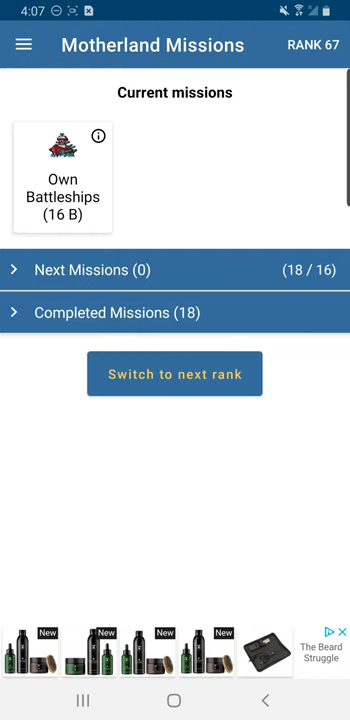 4:07
Motherland Missions
RANK 67
Current missions
Own
Battleships
(16 B)
Next Missions (0)
(18 / 16)
Completed Missions (18)
Switch to next rank
New
New
New
New
The Beard
Struggle